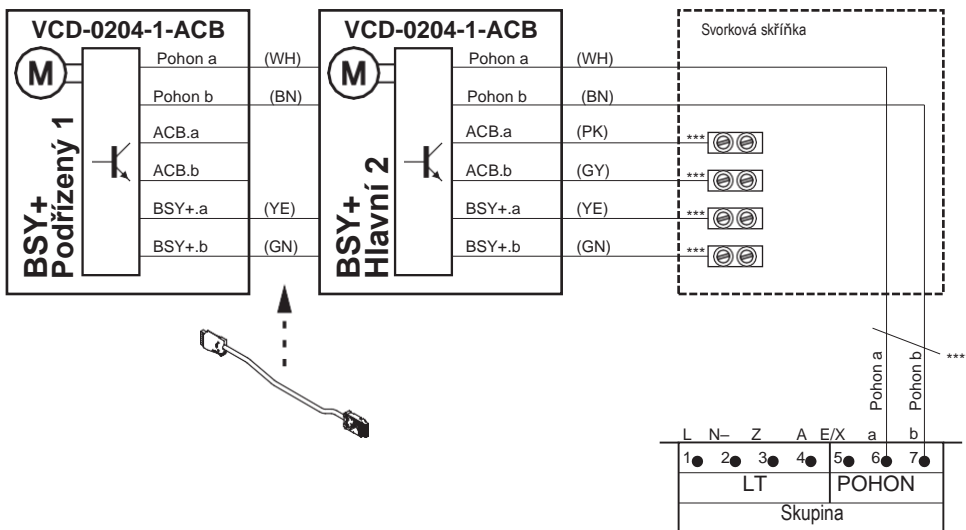 VCD-0204-1-ACB
M
BSY+
Podřízený 1
Pohon a
Pohon b
ACB.a
ACB.b
BSY+.a
BSY+.b
(WH)
(BN)
(YE)
(GN)
VCD-0204-1-ACB
M
BSY+
Hlavní 2
Pohon a
Pohon b
ACB.a
ACB.b
BSY+.a
BSY+.b
(WH)
(BN)
(PK)
(GY)
(YE)
(GN)
Svorková skříňka
***
***
***
***
***
Pohon a
Pohon b
L N– Z A E/X a b
1 2 3 4 5 6 7
LT POHON
Skupina